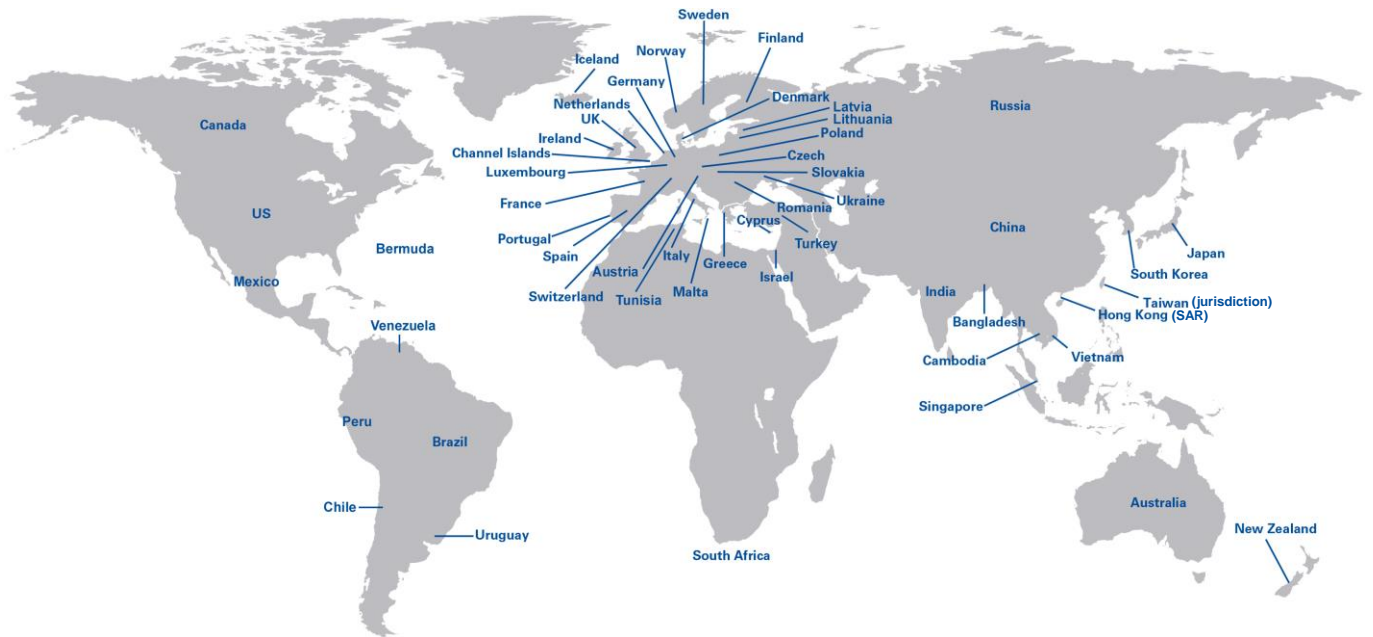 Sweden
Finland
Norway
Iceland
Germany
Netherlands
Denmark
UK
Latvia
Lithuania
Ireland
Poland
Channel Islands
Czech
Luxembourg
Slovakia
France
Ukraine
Romania
Portugal
Cyprus
Turkey
Spain
Italy
Greece
Austria
Israel
Switzerland
Tunisia
Malta
Canada
US
Bermuda
Mexico
Venezuela
Peru
Brazil
Chile
Uruguay
South Africa
Russia
China
Japan
South Korea
India
Taiwan (jurisdiction)
Hong Kong (SAR)
Bangladesh
Cambodia
Vietnam
Singapore
Australia
New Zealand